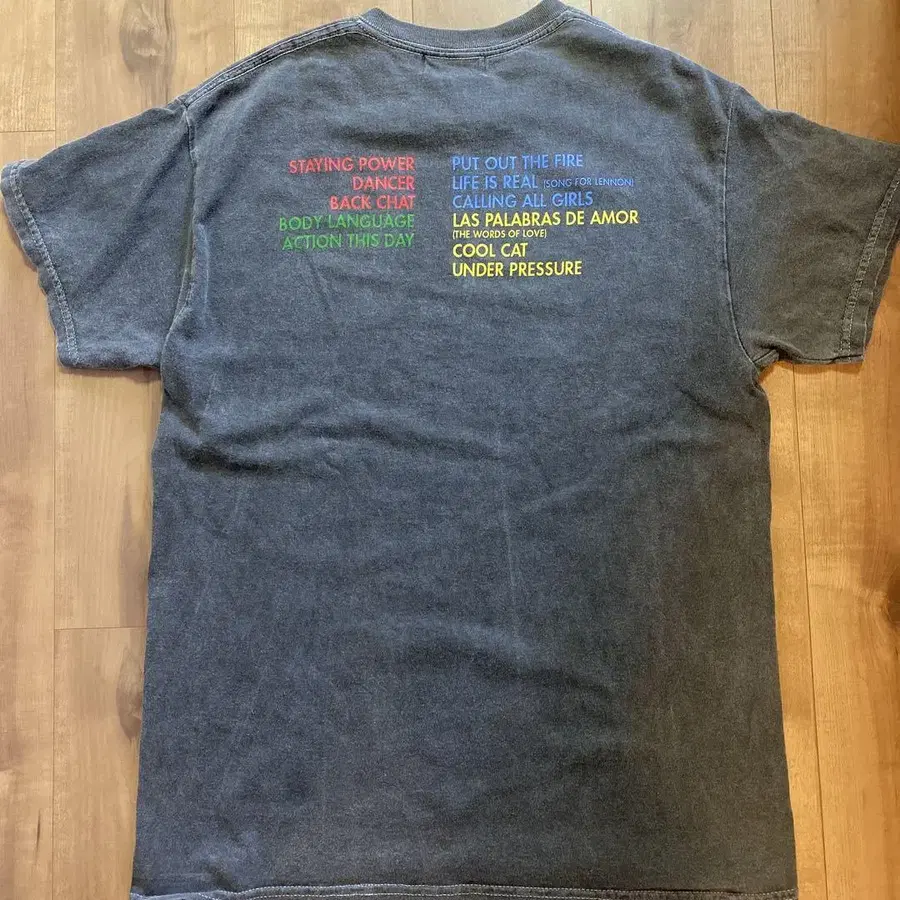 STAYING POWER
DANCER
BACK CHAT
BODY LANGUAGE
ACTION THIS DAY
PUT OUT THE FIRE
LIFE IS REAL (SONG FOR LENNON)
CALLING ALL GIRLS
LAS PALABRAS DE AMOR
(THE WORDS OF LOVE)
COOL CAT
UNDER PRESSURE